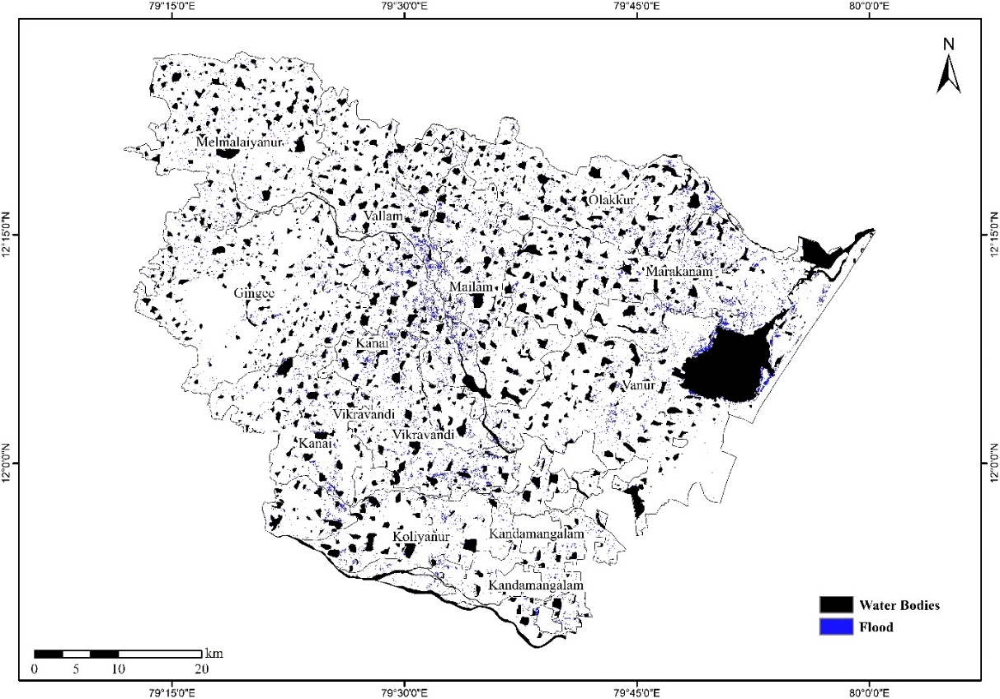 79°15'0"E 79°30'0"E 79°45'0"E 80°0'0"E
N
Melmalaiyanur
Olakkur
Vallam
12°15'0"N 12°15'0"N
Marakanam
Mailam
Gingee
Kanai
Vanur
Vikravandi
Vikravandi
Kanai
12°0'0"N 12°0'0"N
Koliyanur Kandamangalam
Kandamangalam
Water Bodies
Flood
km
0 5 10 20
79°15'0"E 79°30'0"E 79°45'0"E 80°0'0"E